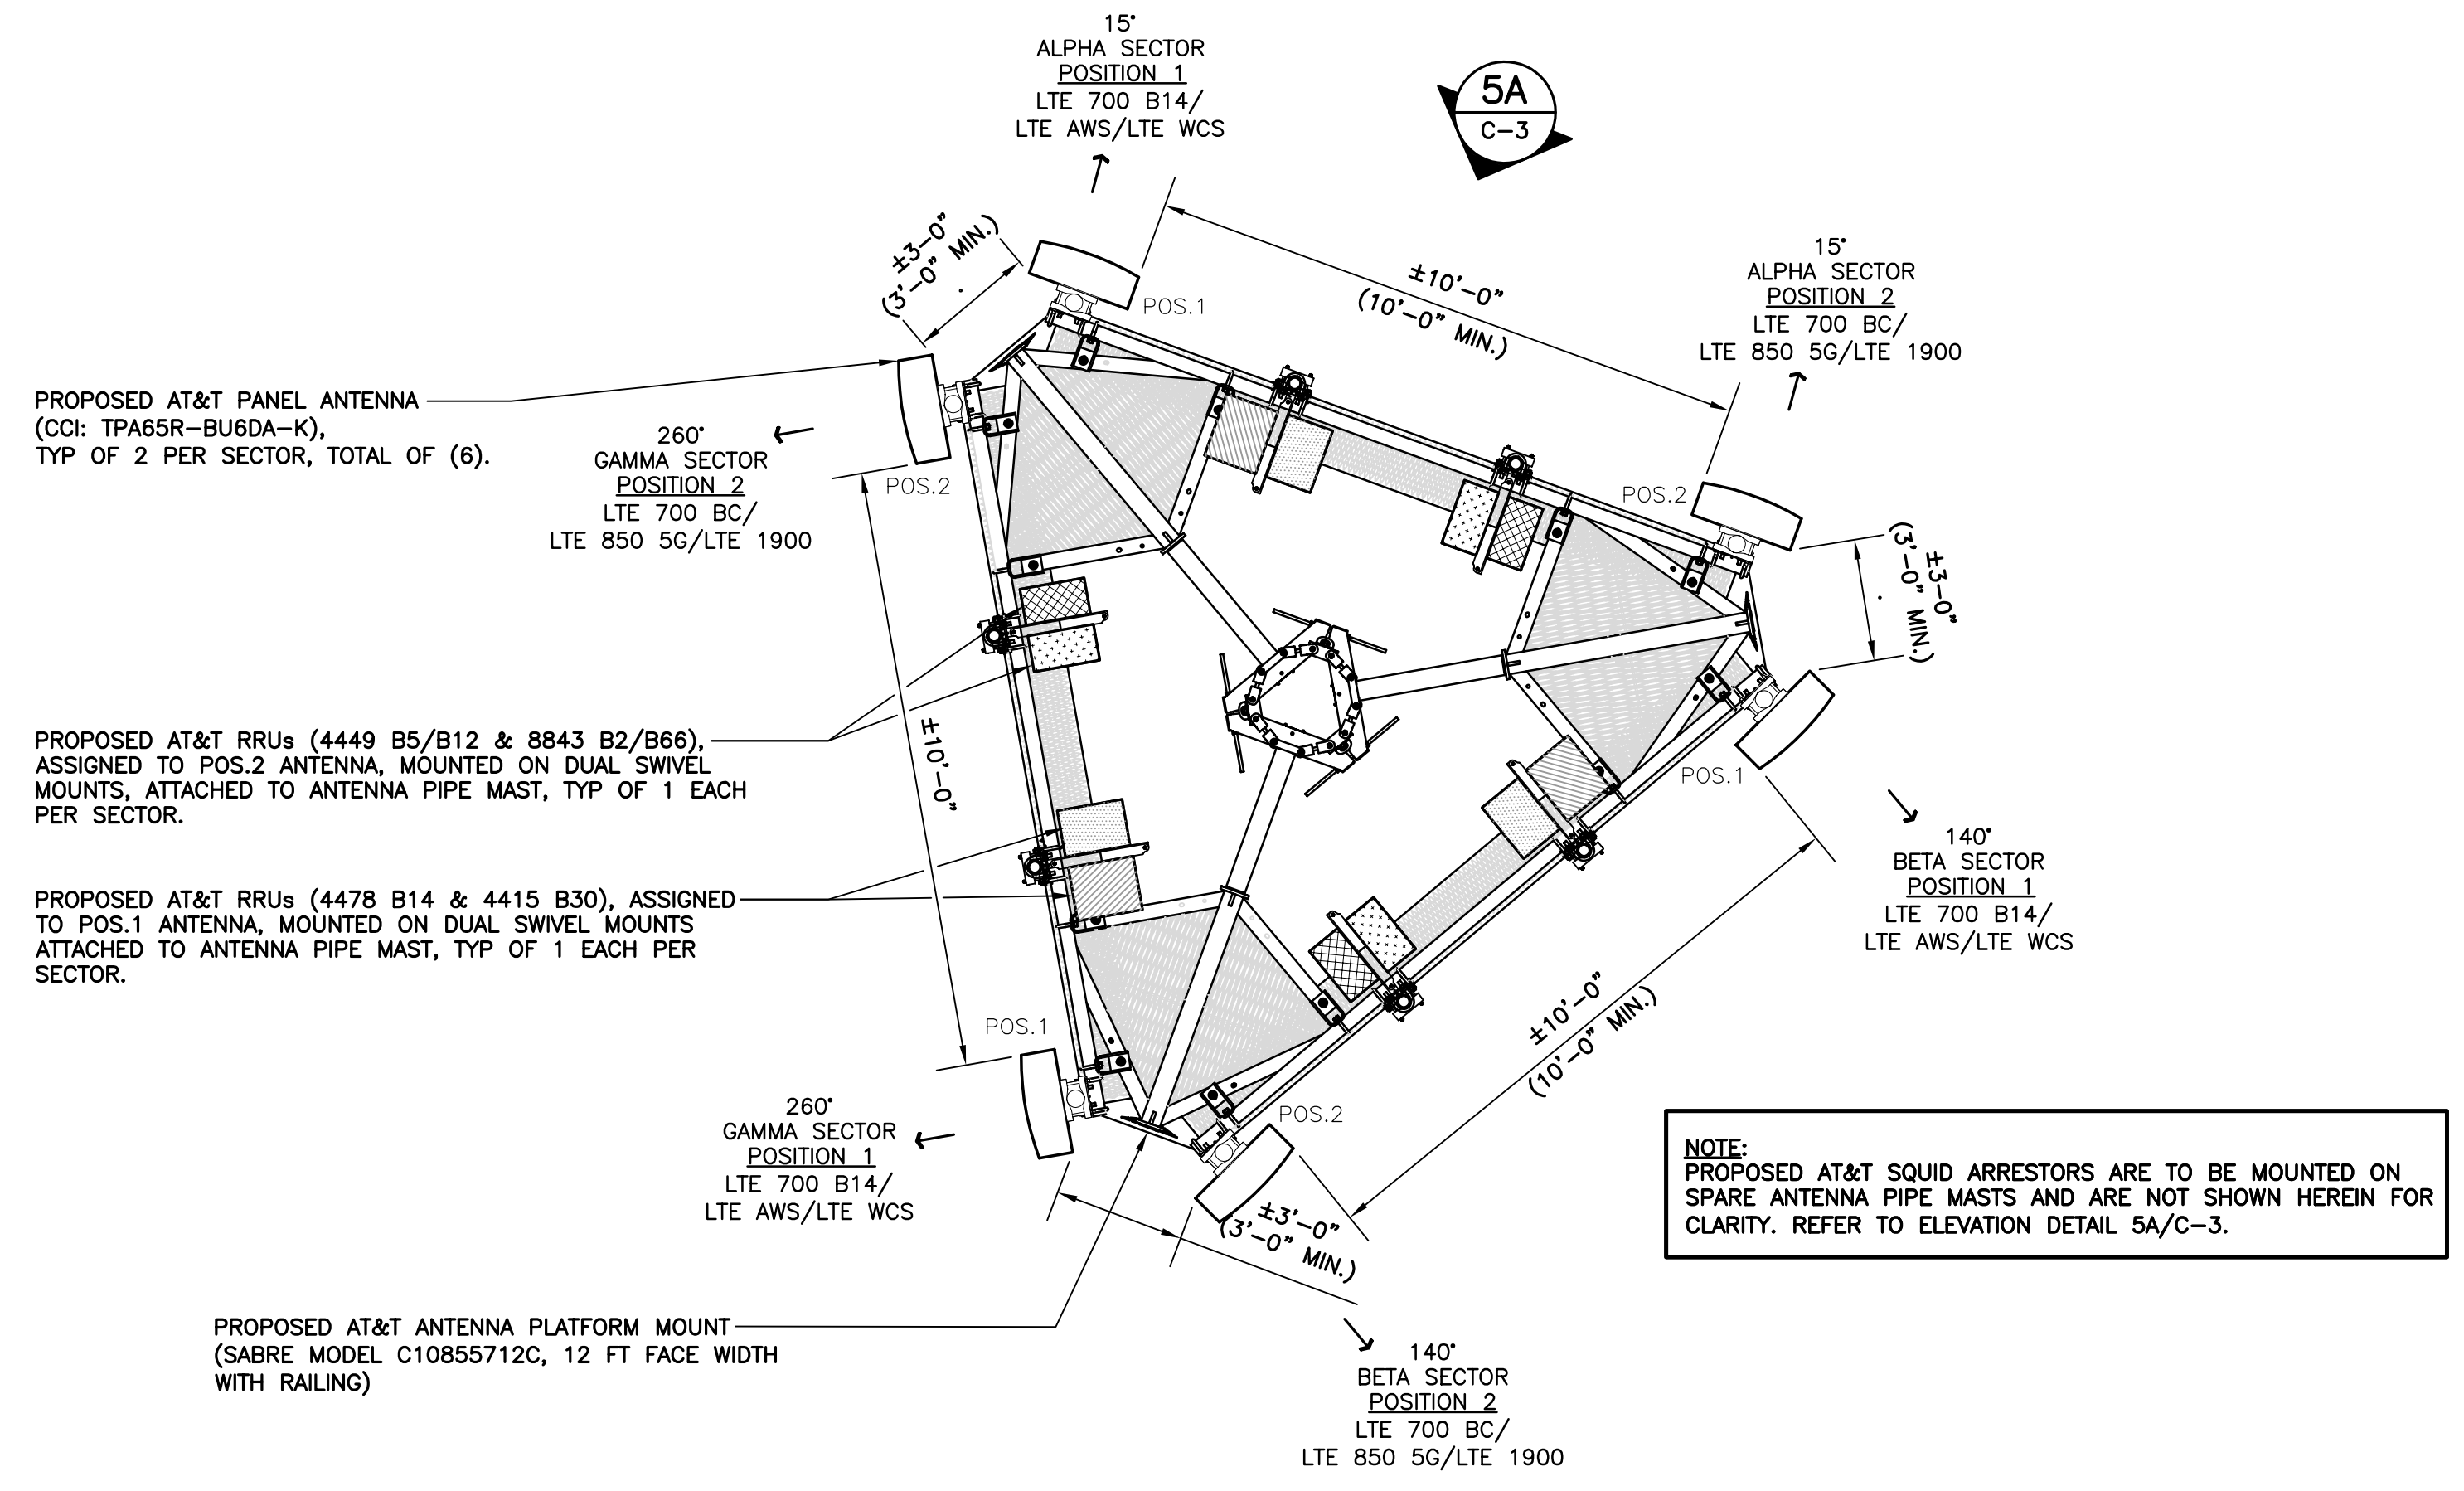 15°
ALPHA SECTOR
POSITION 1
LTE 700 B14/
LTE AWS/LTE WCS
5A
C-3
±3-0"
(3'-0" MIN.)
POS.1
±10'-0"
(10'-0" MIN.)
15°
ALPHA SECTOR
POSITION 2
LTE 700 BC/
LTE 850 5G/LTE 1900
PROPOSED AT&T PANEL ANTENNA
(CCI: TPA65R-BU6DA-K),
TYP OF 2 PER SECTOR, TOTAL OF (6).
260°
GAMMA SECTOR
POSITION 2
LTE 700 BC/
LTE 850 5G/LTE 1900
POS.2
POS.2
±3-0"
(3'-0" MIN.)
PROPOSED AT&T RRUs (4449 B5/B12 & 8843 B2/B66),
ASSIGNED TO POS.2 ANTENNA, MOUNTED ON DUAL SWIVEL
MOUNTS, ATTACHED TO ANTENNA PIPE MAST, TYP OF 1 EACH
PER SECTOR.
±10'-0"
POS.1
140°
BETA SECTOR
POSITION 1
LTE 700 B14/
LTE AWS/LTE WCS
PROPOSED AT&T RRUs (4478 B14 & 4415 B30), ASSIGNED
TO POS.1 ANTENNA, MOUNTED ON DUAL SWIVEL MOUNTS
ATTACHED TO ANTENNA PIPE MAST, TYP OF 1 EACH PER
SECTOR.
POS.1
±10'-0"
(10'-0" MIN.)
260°
GAMMA SECTOR
POSITION 1
LTE 700 B14/
LTE AWS/LTE WCS
POS.2
±3'-0"
(3'-0" MIN.)
NOTE:
PROPOSED AT&T SQUID ARRESTORS ARE TO BE MOUNTED ON
SPARE ANTENNA PIPE MASTS AND ARE NOT SHOWN HEREIN FOR
CLARITY. REFER TO ELEVATION DETAIL 5A/C-3.
PROPOSED AT&T ANTENNA PLATFORM MOUNT
(SABRE MODEL C10855712C, 12 FT FACE WIDTH
WITH RAILING)
140°
BETA SECTOR
POSITION 2
LTE 700 BC/
LTE 850 5G/LTE 1900